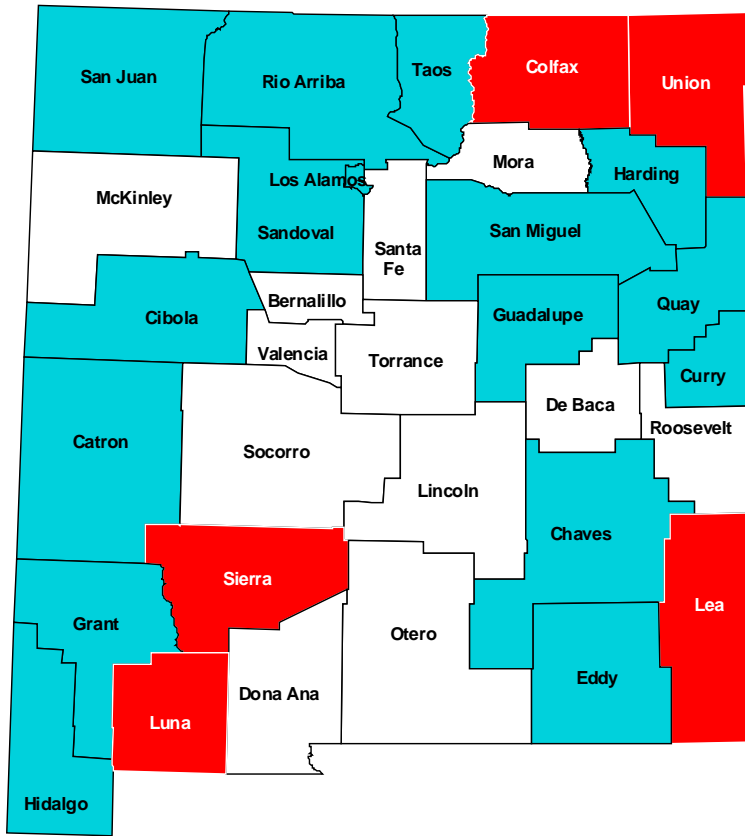 San Juan
Rio Arriba
Taos
Colfax
Union
Mora
Harding
McKinley
Los Alamos
Sandoval
Santa
Fe
San Miguel
Quay
Bernalillo
Cibola
Guadalupe
Valencia
Torrance
Curry
De Baca
Roosevelt
Catron
Socorro
Lincoln
Chaves
Sierra
Grant
Otero
Lea
Eddy
Dona Ana
Luna
Hidalgo